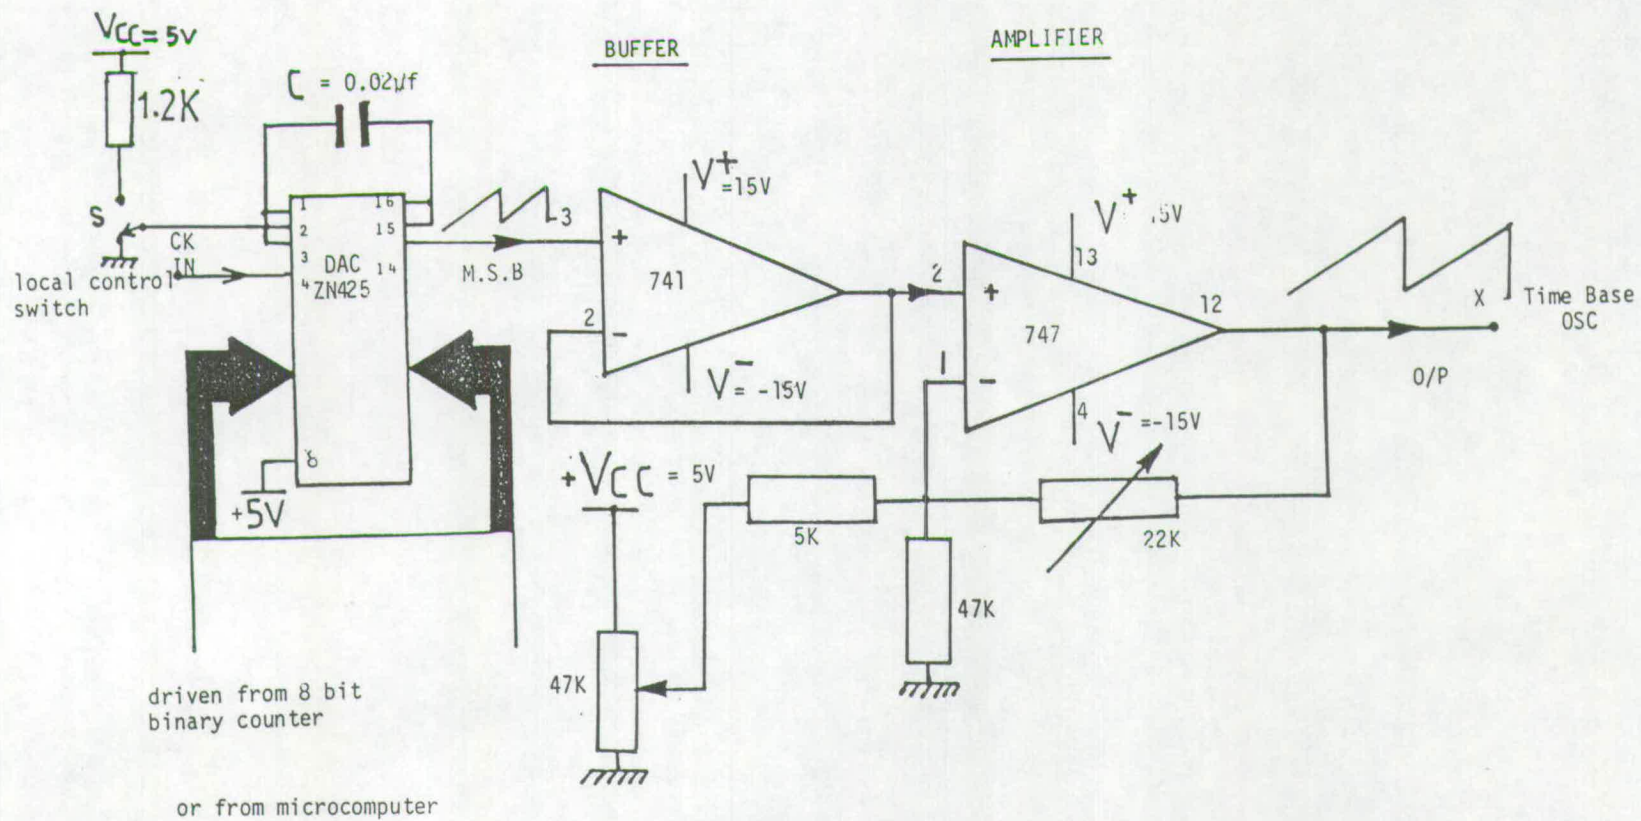 VCC = 5V
1.2K
C = 0.02µf
BUFFER
AMPLIFIER
S
CK
IN
local control
switch
1
2
3
4
16
15
14
DAC
ZN425
8
+5V
M.S.B
3
2
+
-
741
V+ =15V
V- = -15V
2
1
+
-
747
13
12
4
V+
V- =-15V
X
Time Base
OSC
O/P
+VCC = 5V
5K
22K
47K
47K
driven from 8 bit
binary counter
or from microcomputer